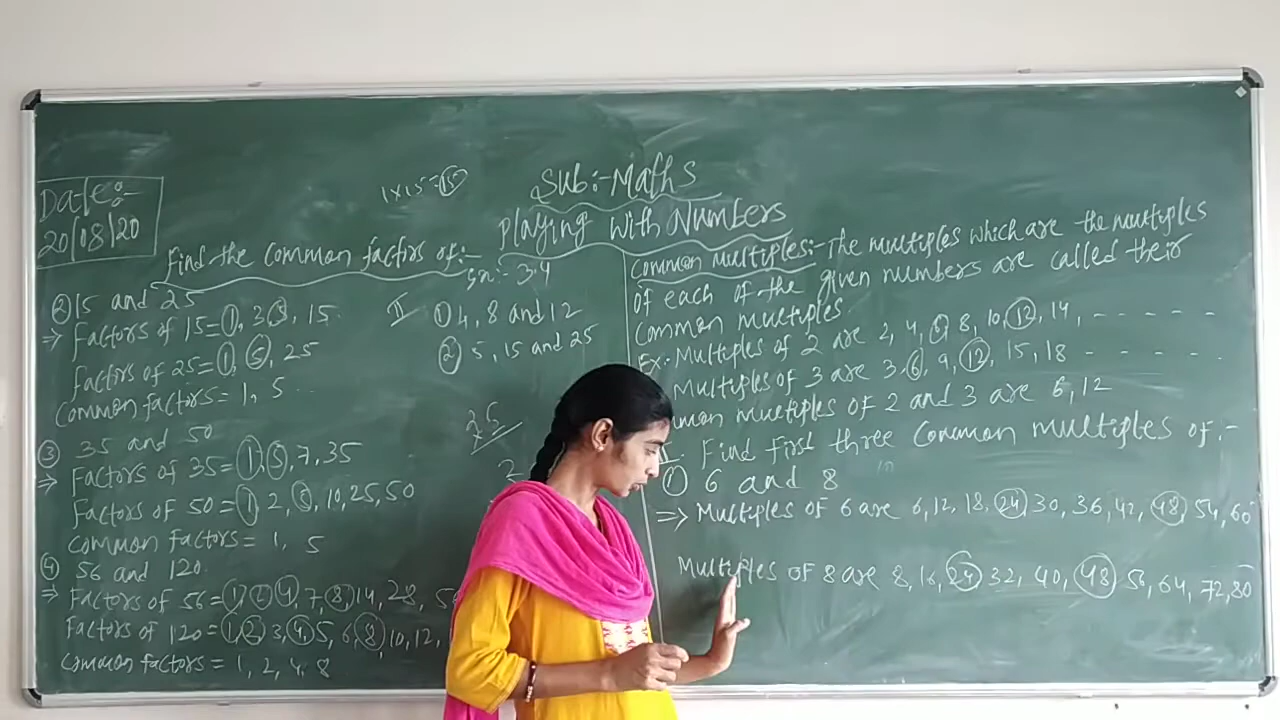 Sub:- Maths
Playing with Numbers
Date:-
20/08/20
1×15=15
Find the common factors of:-
② 15 and 25
⇒ Factors of 15=1, 3, 5, 15.
Factors of 25=1, 5, 25
Common factors= 1, 5
③ 35 and 50
⇒ Factors of 35=1,5,7,35
Factors of 50=1, 2, 5, 10, 25, 50
Common factors= 1, 5
④ 56 and 120.
⇒ Factors of 56=1,2,4,7,8,14,28,
Factors of 120=1,2,3,4,5,6,8,10,12,
Common factors= 1, 2, 4, 8
3.4
II ① 4, 8 and 12
② 5, 15 and 25
2
Common multiples:- The multiples which are the multiples
of each of the given numbers are called their
Common multiples.
Ex:- Multiples of 2 are 2, 4, 6, 8, 10, 12, 14, - - - - - -
Multiples of 3 are 3, 6, 9, 12, 15, 18 - - - - - -
mmon multiples of 2 and 3 are 6, 12
Find first three Common multiples of:-
① 6 and 8
⇒ Multiples of 6 are 6, 12, 18, 24, 30, 36, 42, 48, 54, 60
Multiples of 8 are 8, 16, 24, 32, 40, 48, 56, 64, 72, 80